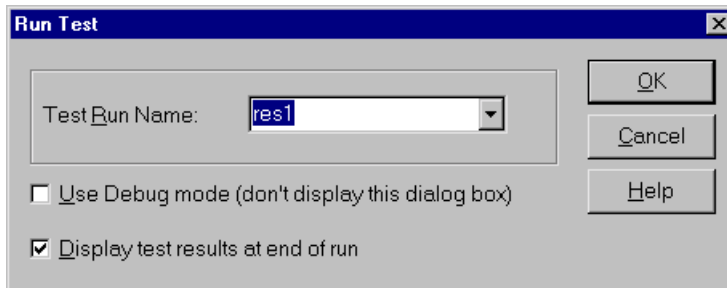 Run Test
OK
Test Run Name: res1
Cancel
Use Debug mode (don't display this dialog box)
Help
Display test results at end of run